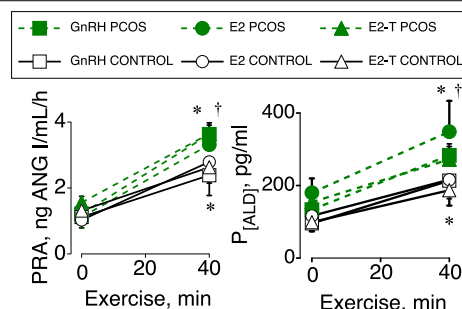 GnRH PCOS E2 PCOS E2-T PCOS
GnRH CONTROL E2 CONTROL E2-T CONTROL
PRA, ng ANG I/mL/h
4
2
0
* †
*
0 20 40
Exercise, min
P[ALD], pg/ml
400
200
0
* †
*
0 20 40
Exercise, min